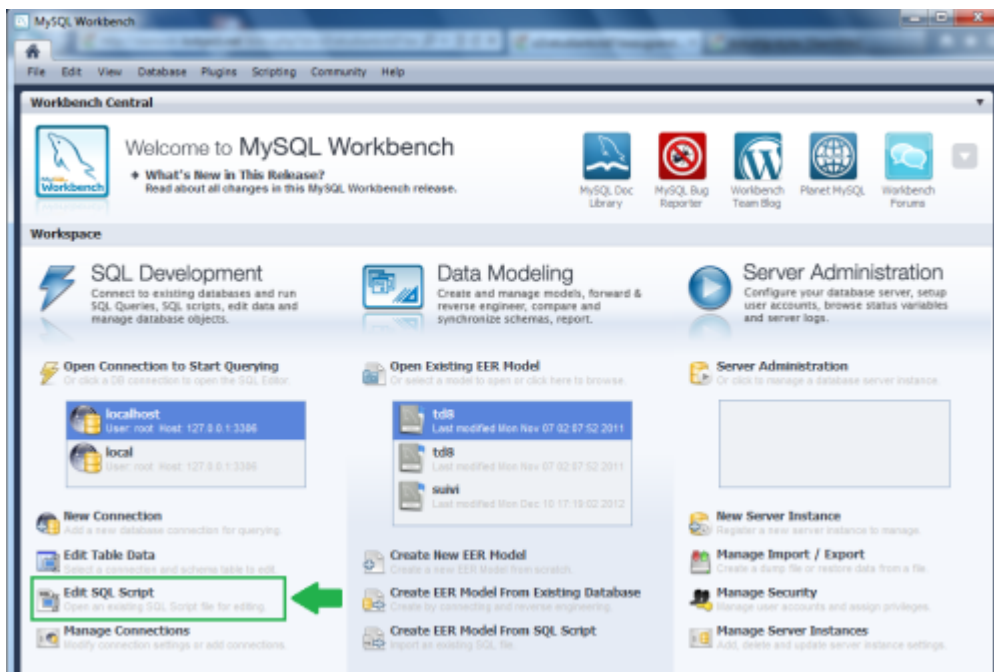 MySQL Workbench
File Edit View Database Plugins Scripting Community Help
Workbench Central
Welcome to MySQL Workbench
What's New in This Release?
Read about all changes in this MySQL Workbench release.
Workbench
MySQL Doc Library
MySQL Bug Reporter
Workbench Team Blog
Planet MySQL
Workbench Forums
Workspace
SQL Development
Connect to existing databases and run
SQL Queries, SQL scripts, edit data and
manage database objects.
Open Connection to Start Querying
Or click a DB connection to open the SQL Editor.
localhost
User: root Host: 127.0.0.1:3306
local
User: root Host: 127.0.0.1:3306
New Connection
Add a new database connection for querying.
Edit Table Data
Select a connection and schema table to edit.
Edit SQL Script
Open an existing SQL Script file for editing.
Manage Connections
Modify connection settings or add connections.
Data Modeling
Create and manage models, forward &
reverse engineer, compare and
synchronize schemas, report.
Open Existing EER Model
Or select a model to open or click here to browse.
td8
Last modified Mon Nov 07 02:07:52 2011
td8
Last modified Mon Nov 07 02:07:52 2011
suivi
Last modified Mon Dec 10 17:19:02 2012
Create New EER Model
Create a new EER Model from scratch.
Create EER Model From Existing Database
Create by connecting and reverse engineering.
Create EER Model From SQL Script
Import an existing SQL file.
Server Administration
Configure your database server, setup
user accounts, browse status variables
and server logs.
Server Administration
Or click to manage a database server instance.
New Server Instance
Register a new server instance to manage.
Manage Import / Export
Create a dump file or restore data from a file.
Manage Security
Manage user accounts and assign privileges.
Manage Server Instances
Add, delete and update server instance settings.